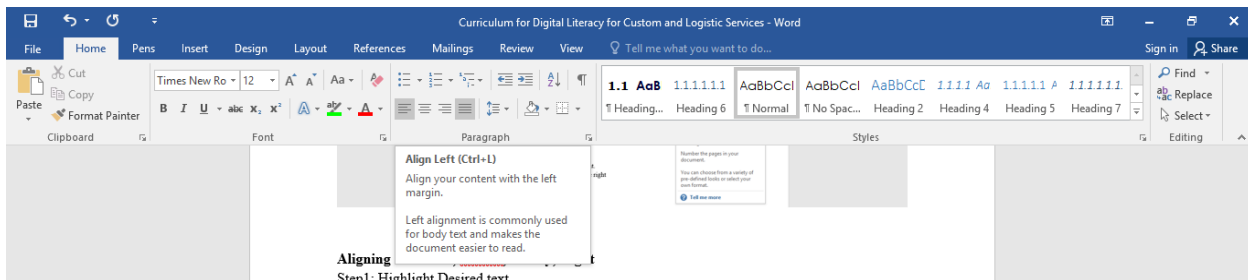 Curriculum for Digital Literacy for Custom and Logistic Services - Word
File Home Pens Insert Design Layout References Mailings Review View Tell me what you want to do... Sign in Share
Cut
Copy
Paste
Format Painter
Clipboard
Times New Ro 12 A A Aa
B I U abc X₂ X² A aby A
Font
Paragraph
1.1 AaB 1.1.1.1.1.1 AaBbCcI AaBbCcI AaBbCcD 1.1.1.1 Aa 1.1.1.1.1 A 1.1.1.1.1.1.
Heading... Heading 6 ¶ Normal ¶ No Spac... Heading 2 Heading 4 Heading 5 Heading 7
Styles
Find
Replace
Select
Editing
Align Left (Ctrl+L)
Align your content with the left
margin.
Left alignment is commonly used
for body text and makes the
document easier to read.
right
Number the pages in your
document.
You can choose from a variety of
pre-defined looks or select your
own format.
Tell me more
Aligning
Step1: Highlight Desired text